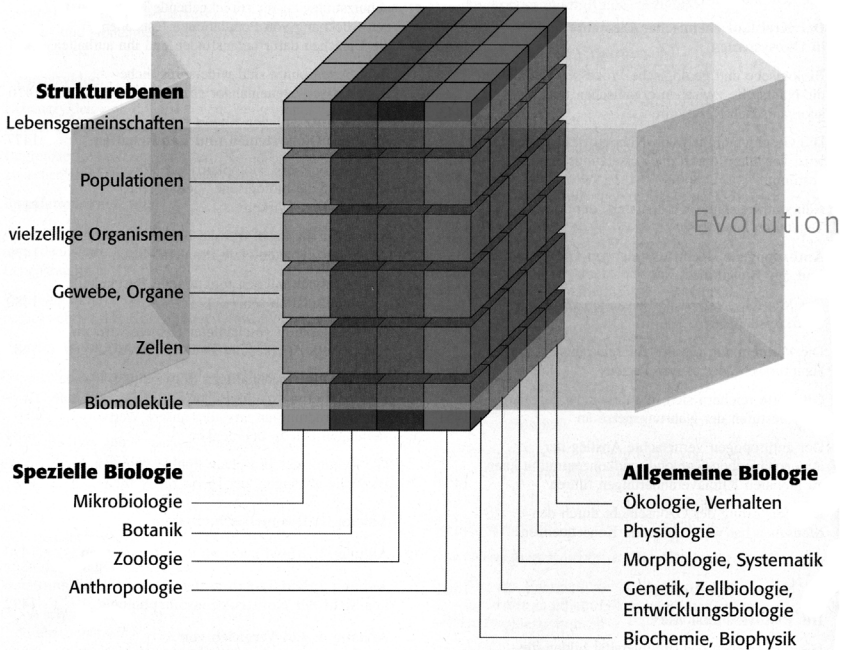 Strukturebenen
Lebensgemeinschaften
Populationen
vielzellige Organismen
Gewebe, Organe
Zellen
Biomoleküle
Evolution
Spezielle Biologie
Mikrobiologie
Botanik
Zoologie
Anthropologie
Allgemeine Biologie
Ökologie, Verhalten
Physiologie
Morphologie, Systematik
Genetik, Zellbiologie,
Entwicklungsbiologie
Biochemie, Biophysik